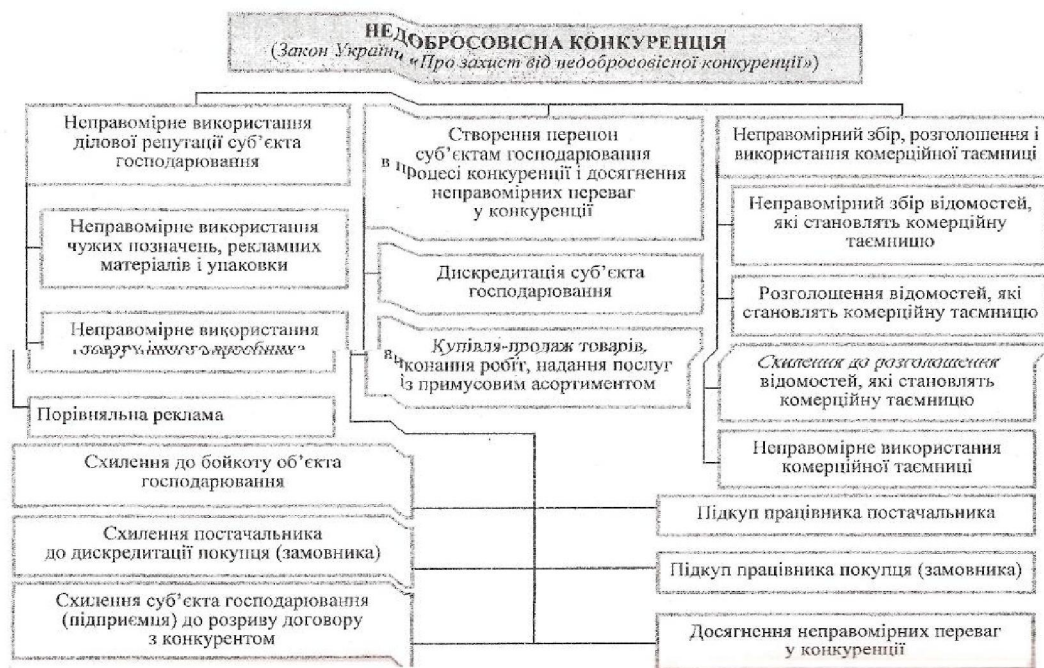 НЕДОБРОСОВІСНА КОНКУРЕНЦІЯ
(Закон України «Про захист від недобросовісної конкуренції»)
Неправомірне використання
ділової репутації суб’єкта
господарювання
Неправомірне використання
чужих позначень, рекламних
матеріалів і упаковки
Неправомірне використання
Порівняльна реклама
Створення перепон
суб’єктам господарювання
в процесі конкуренції і досягнення
неправомірних переваг
у конкуренції
Дискредитація суб’єкта
господарювання
Купівля-продаж товарів,
виконання робіт, надання послуг
із примусовим асортиментом
Неправомірний збір, розголошення і
використання комерційної таємниці
Неправомірний збір відомостей,
які становлять комерційну
таємницю
Розголошення відомостей, які
становлять комерційну таємницю
Схилення до розголошення
відомостей, які становлять
комерційну таємницю
Неправомірне використання
комерційної таємниці
Схилення до бойкоту об’єкта
господарювання
Схилення постачальника
до дискредитації покупця (замовника)
Схилення суб’єкта господарювання
(підприємця) до розриву договору
з конкурентом
Підкуп працівника постачальника
Підкуп працівника покупця (замовника)
Досягнення неправомірних переваг
у конкуренції